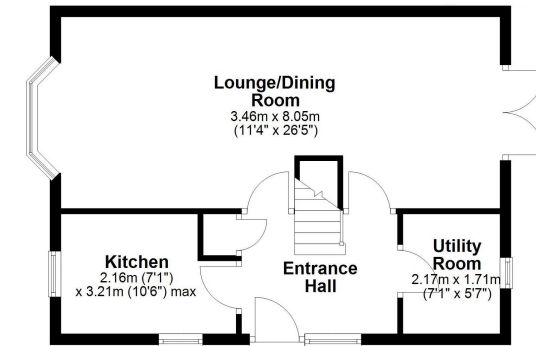 Lounge/Dining
Room
3.46m x 8.05m
(11'4" x 26'5")
Kitchen
2.16m (7'1")
x 3.21m (10'6") max
Entrance
Hall
Utility
Room
2.17m x 1.71m
(7'1" x 5'7")